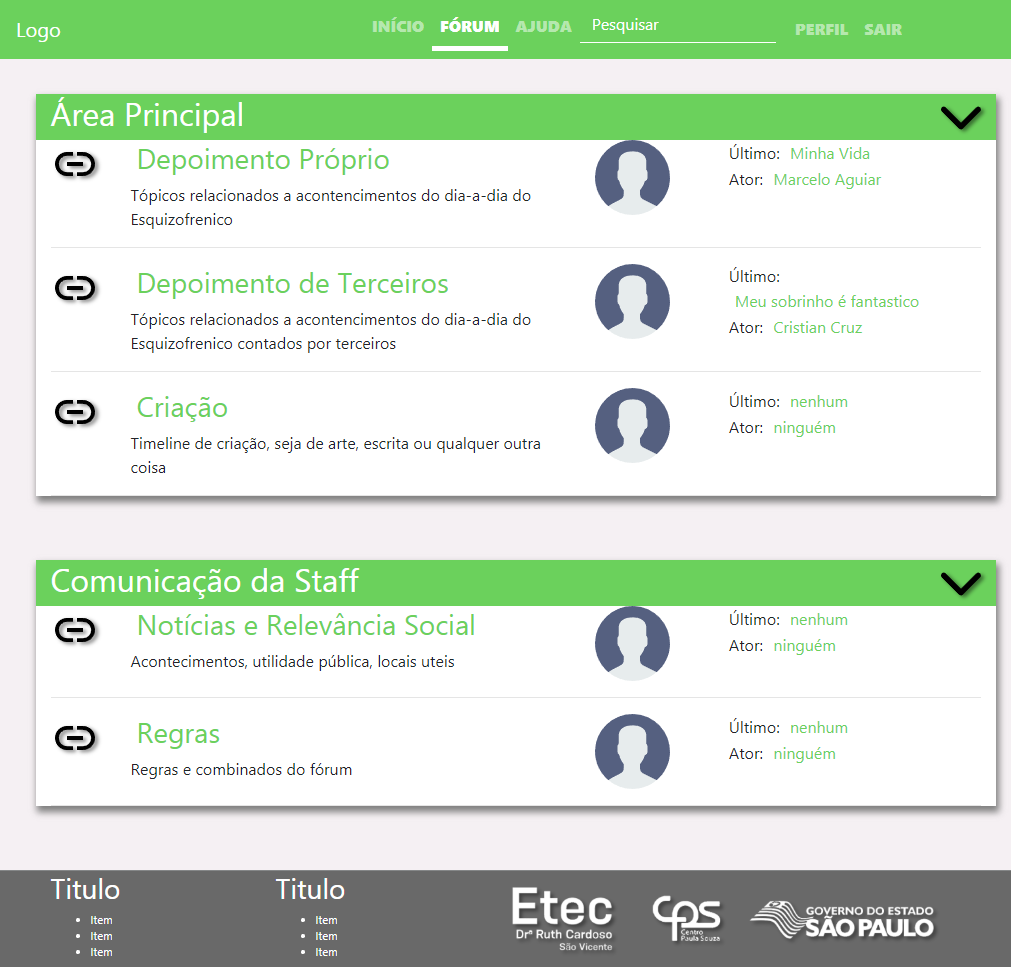 Logo
INÍCIO FÓRUM AJUDA Pesquisar PERFIL SAIR
Área Principal
Depoimento Próprio
Tópicos relacionados a acontencimentos do dia-a-dia do
Esquizofrenico
Último: Minha Vida
Ator: Marcelo Aguiar
Depoimento de Terceiros
Tópicos relacionados a acontencimentos do dia-a-dia do
Esquizofrenico contados por terceiros
Último:
Meu sobrinho é fantastico
Ator: Cristian Cruz
Criação
Timeline de criação, seja de arte, escrita ou qualquer outra
coisa
Último: nenhum
Ator: ninguém
Comunicação da Staff
Notícias e Relevância Social
Acontecimentos, utilidade pública, locais uteis
Último: nenhum
Ator: ninguém
Regras
Regras e combinados do fórum
Último: nenhum
Ator: ninguém
Titulo
Item
Item
Item
Titulo
Item
Item
Item
Etec
Drª Ruth Cardoso
São Vicente
CPS
Centro
Paula Souza
GOVERNO DO ESTADO
SÃO PAULO